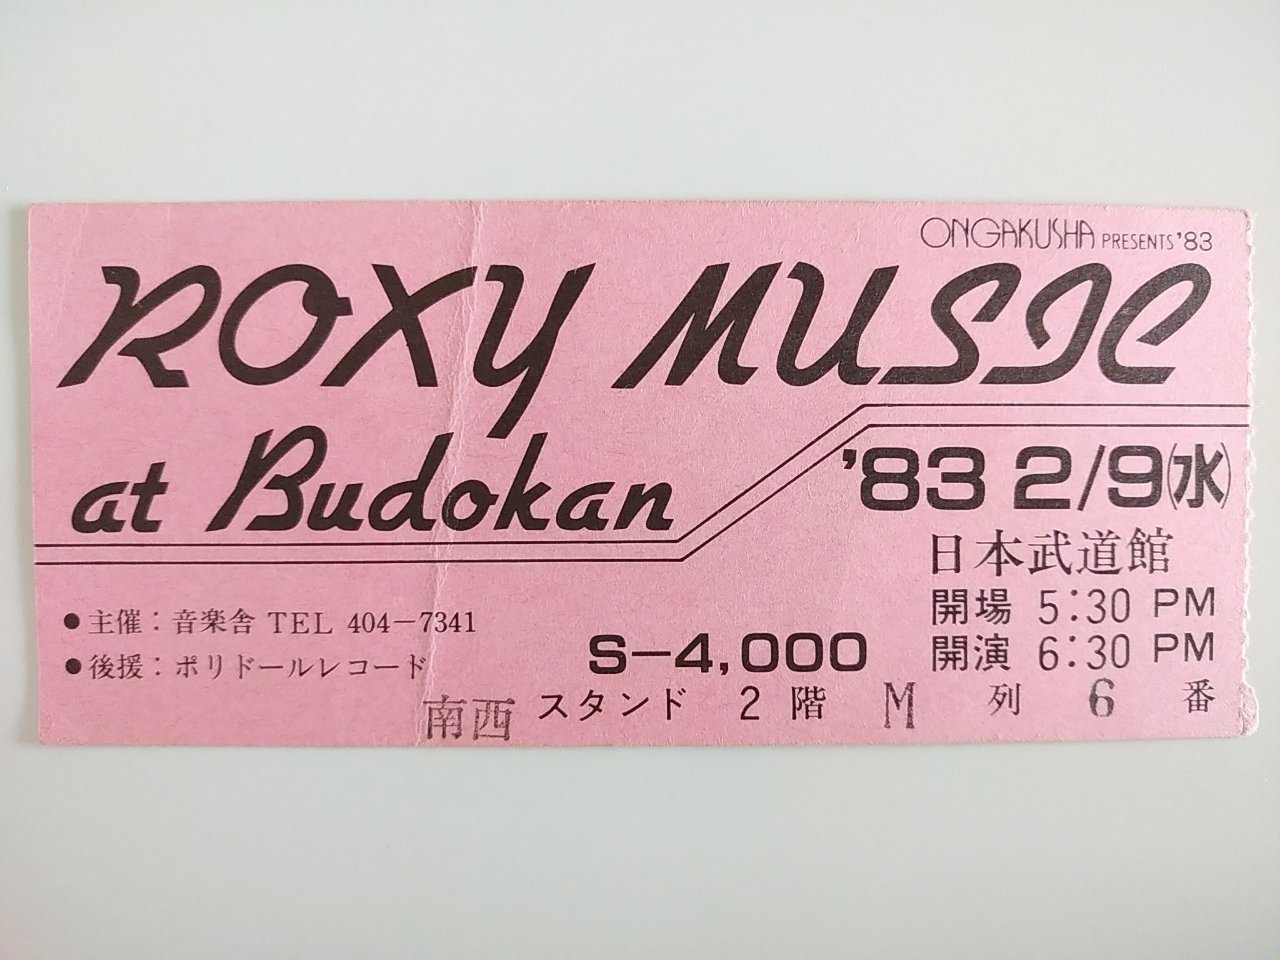 ONGAKUSHA PRESENTS '83
ROXY MUSIC
at Budokan
'83 2/9(水)
日本武道館
開場 5:30 PM
開演 6:30 PM
●主催：音楽舎 TEL 404-7341
●後援：ポリドールレコード
S-4,000
南西 スタンド 2 階 M 列 6 番